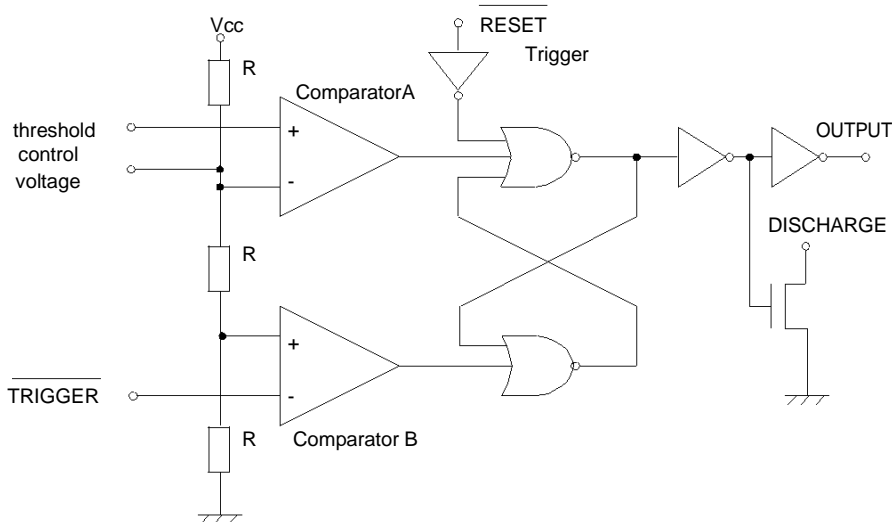 Vcc
RESET
Trigger
R
ComparatorA
threshold
control
voltage
+
-
OUTPUT
DISCHARGE
R
+
-
TRIGGER
R
Comparator B